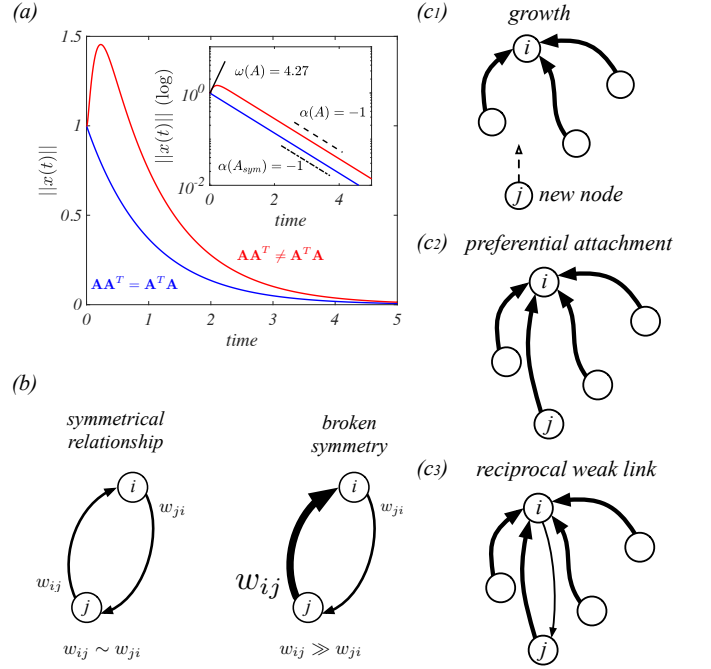 (a)
1.5
1
0.5
0
||x(t)||
0 1 2 3 4 5
time
10^0
10^-2
||x(t)|| (log)
0 2 4
time
ω(A) = 4.27
α(A) = −1
α(A_sym) = −1
AA^T ≠ A^T A
AA^T = A^T A
(b)
symmetrical
relationship
i
w_ji
w_ij
j
w_ij ∼ w_ji
broken
symmetry
i
w_ji
w_ij
j
w_ij ≫ w_ji
(c1)
growth
i
j new node
(c2) preferential attachment
i
j
(c3) reciprocal weak link
i
j